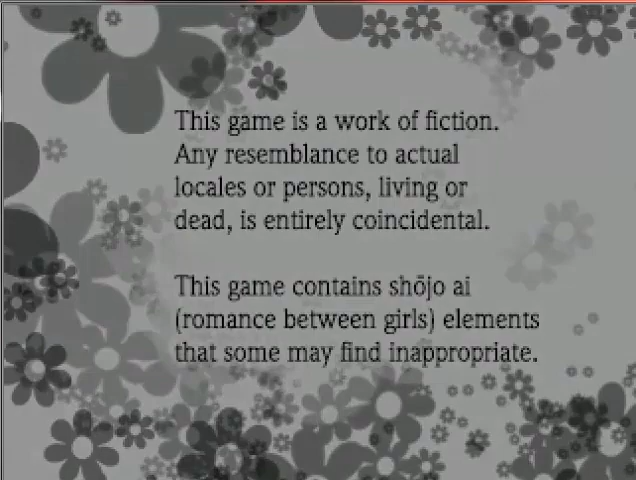 This game is a work of fiction.
Any resemblance to actual
locales or persons, living or
dead, is entirely coincidental.
This game contains shōjo ai
(romance between girls) elements
that some may find inappropriate.